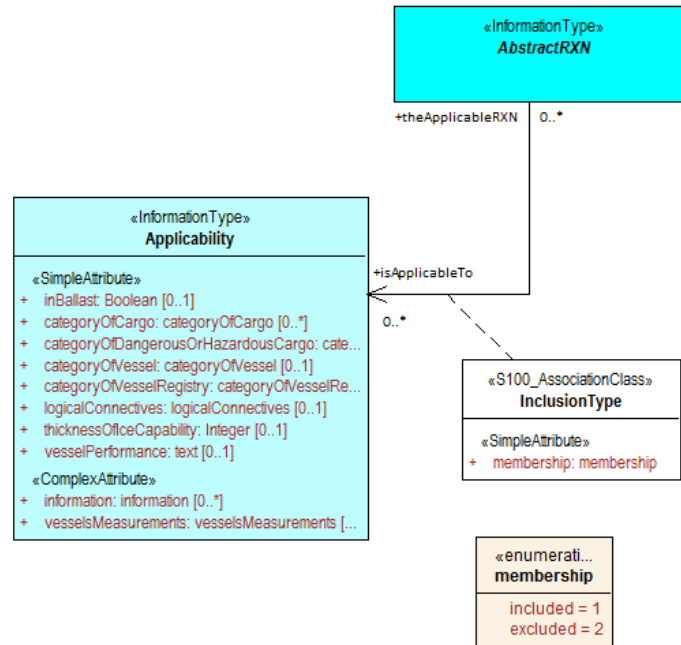 «InformationType»
AbstractRXN
+theApplicableRXN 0..*
«InformationType»
Applicability
«SimpleAttribute»
+ inBallast: Boolean [0..1]
+ categoryOfCargo: categoryOfCargo [0..*]
+ categoryOfDangerousOrHazardousCargo: cate...
+ categoryOfVessel: categoryOfVessel [0..1]
+ categoryOfVesselRegistry: categoryOfVesselRe...
+ logicalConnectives: logicalConnectives [0..1]
+ thicknessOfIceCapability: Integer [0..1]
+ vesselPerformance: text [0..1]
«ComplexAttribute»
+ information: information [0..*]
+ vesselsMeasurements: vesselsMeasurements [...
+isApplicableTo
0..*
«S100_AssociationClass»
InclusionType
«SimpleAttribute»
+ membership: membership
«enumerati...
membership
included = 1
excluded = 2